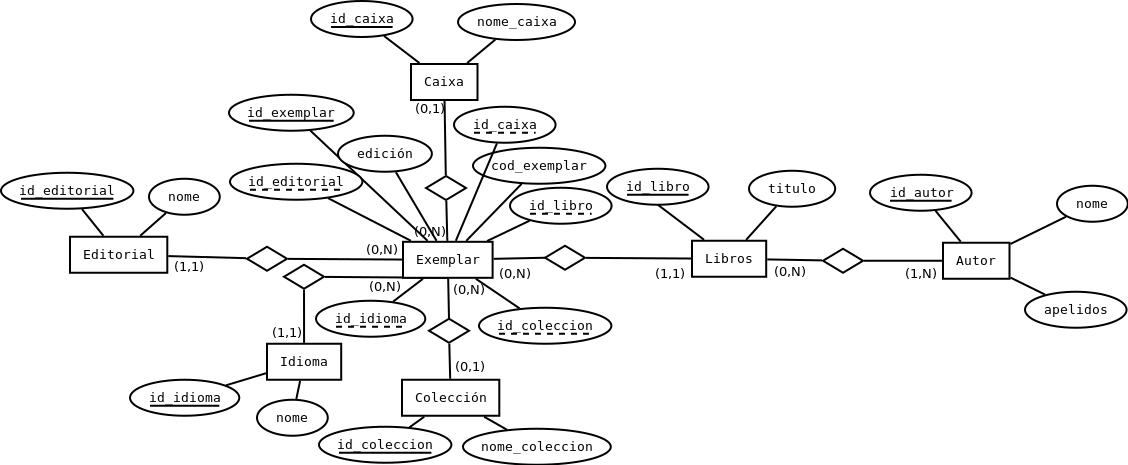 id_caixa
nome_caixa
Caixa
(0,1)
id_exemplar
id_caixa
edición
cod_exemplar
id_editorial
id_editorial
nome
id_libro
id_libro
titulo
id_autor
nome
(0,N)
Editorial
(1,1)
(0,N)
Exemplar
(0,N)
(1,1)
Libros
(0,N)
(1,N)
Autor
apelidos
(0,N)
(0,N)
id_idioma
id_coleccion
(1,1)
Idioma
(0,1)
Colección
id_idioma
nome
id_coleccion
nome_coleccion